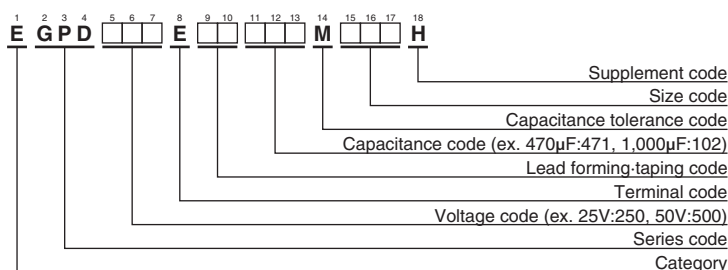 1 2 3 4 5 6 7 8 9 10 11 12 13 14 15 16 17 18
E GPD □□□ E □□ □□□ M □□□ H
Supplement code
Size code
Capacitance tolerance code
Capacitance code (ex. 470µF:471, 1,000µF:102)
Lead forming·taping code
Terminal code
Voltage code (ex. 25V:250, 50V:500)
Series code
Category